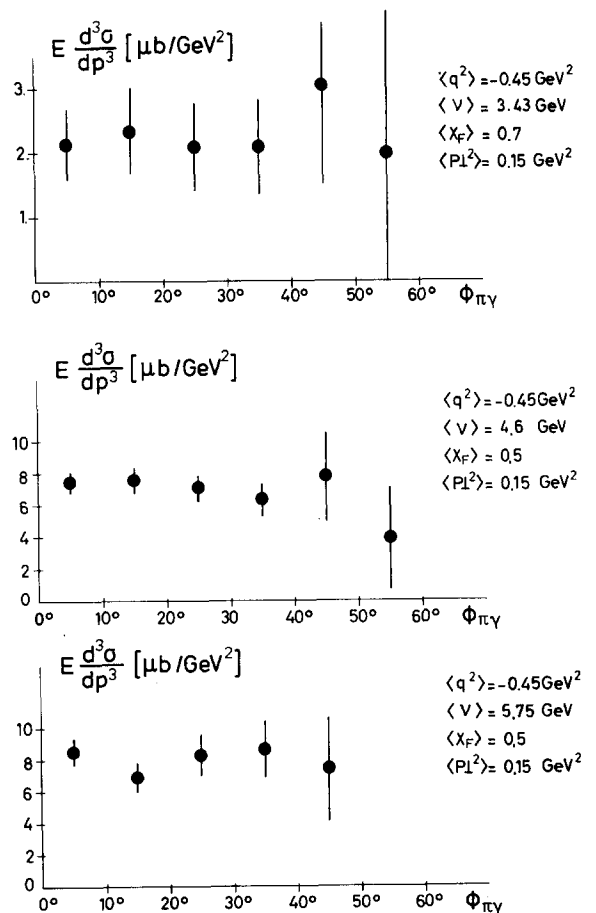 E d³σ/dp³ [μb/GeV²]
⟨q²⟩=-0.45 GeV²
⟨ν⟩ = 3.43 GeV
⟨X_F⟩ = 0.7
⟨P⊥²⟩= 0.15 GeV²
3.
2.
1.
0° 10° 20° 30° 40° 50° 60° Φπγ
E d³σ/dp³ [μb/GeV²]
⟨q²⟩=-0.45GeV²
⟨ν⟩ = 4.6 GeV
⟨X_F⟩ = 0.5
⟨P⊥²⟩= 0.15 GeV²
10
8
6
4
2
0
0° 10° 20° 30 40° 50° 60° Φπγ
E d³σ/dp³ [μb/GeV²]
⟨q²⟩=-0.45GeV²
⟨ν⟩ = 5.75 GeV
⟨X_F⟩ = 0.5
⟨P⊥²⟩= 0.15 GeV²
10
8
6
4
2
0
0° 10° 20° 30° 40° 50° 60° Φπγ